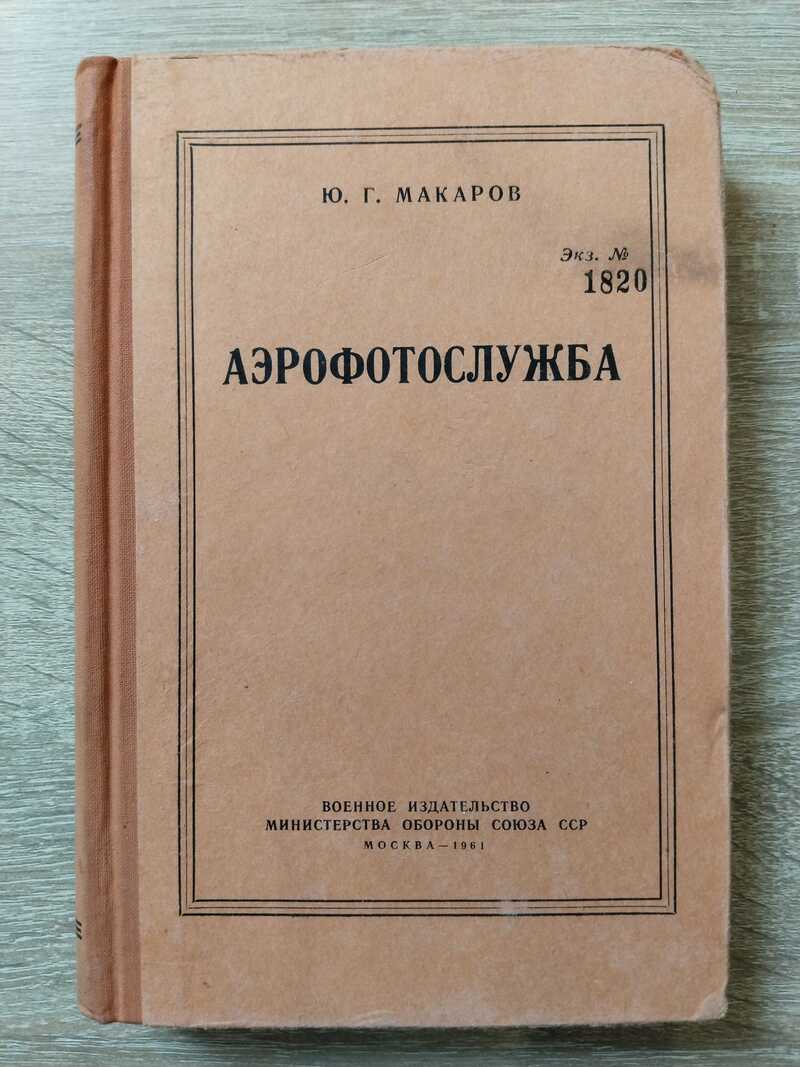 Ю. Г. МАКАРОВ
Экз. №
1820
АЭРОФОТОСЛУЖБА
ВОЕННОЕ ИЗДАТЕЛЬСТВО
МИНИСТЕРСТВА ОБОРОНЫ СОЮЗА ССР
МОСКВА—1961